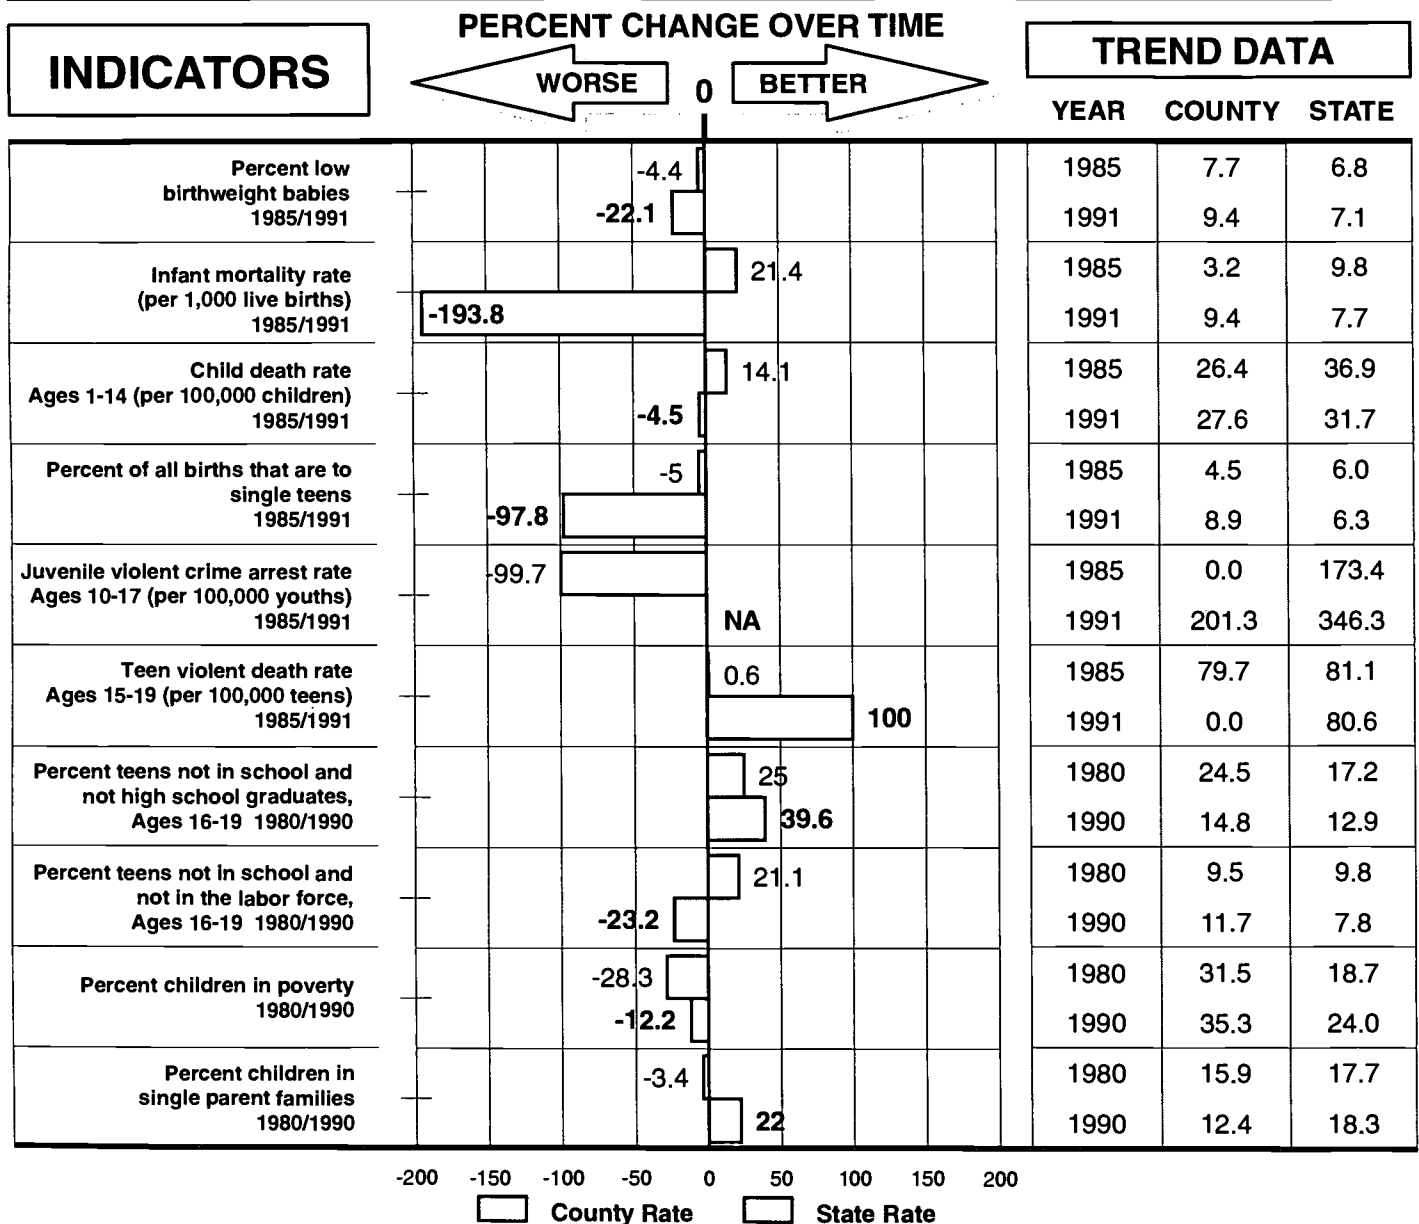 PERCENT CHANGE OVER TIME
INDICATORS
WORSE
0
BETTER
TREND DATA
YEAR COUNTY STATE
Percent low
birthweight babies
1985/1991
-4.4
-22.1
1985 7.7 6.8
1991 9.4 7.1
Infant mortality rate
(per 1,000 live births)
1985/1991
21.4
-193.8
1985 3.2 9.8
1991 9.4 7.7
Child death rate
Ages 1-14 (per 100,000 children)
1985/1991
14.1
-4.5
1985 26.4 36.9
1991 27.6 31.7
Percent of all births that are to
single teens
1985/1991
-5
-97.8
1985 4.5 6.0
1991 8.9 6.3
Juvenile violent crime arrest rate
Ages 10-17 (per 100,000 youths)
1985/1991
-99.7
NA
1985 0.0 173.4
1991 201.3 346.3
Teen violent death rate
Ages 15-19 (per 100,000 teens)
1985/1991
0.6
100
1985 79.7 81.1
1991 0.0 80.6
Percent teens not in school and
not high school graduates,
Ages 16-19 1980/1990
25
39.6
1980 24.5 17.2
1990 14.8 12.9
Percent teens not in school and
not in the labor force,
Ages 16-19 1980/1990
21.1
-23.2
1980 9.5 9.8
1990 11.7 7.8
Percent children in poverty
1980/1990
-28.3
-12.2
1980 31.5 18.7
1990 35.3 24.0
Percent children in
single parent families
1980/1990
-3.4
22
1980 15.9 17.7
1990 12.4 18.3
-200 -150 -100 -50 0 50 100 150 200
County Rate State Rate